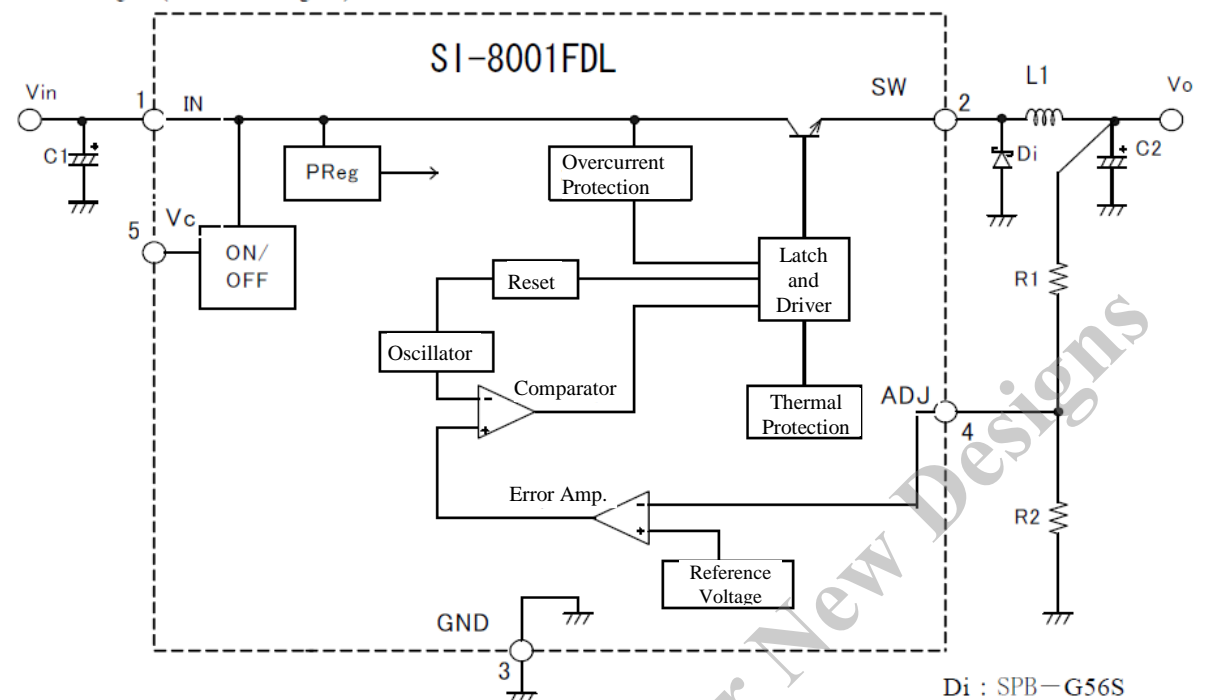 SI-8001FDL
Vin
1
IN
SW
2
L1
Vo
C1
+
PReg
Overcurrent
Protection
Di
+
C2
5
Vc
ON/
OFF
Reset
Latch
and
Driver
R1
Oscillator
Comparator
-
+
Thermal
Protection
ADJ
4
Error Amp.
-
+
R2
Reference
Voltage
GND
3
r New Designs
Di : SPB-G56S